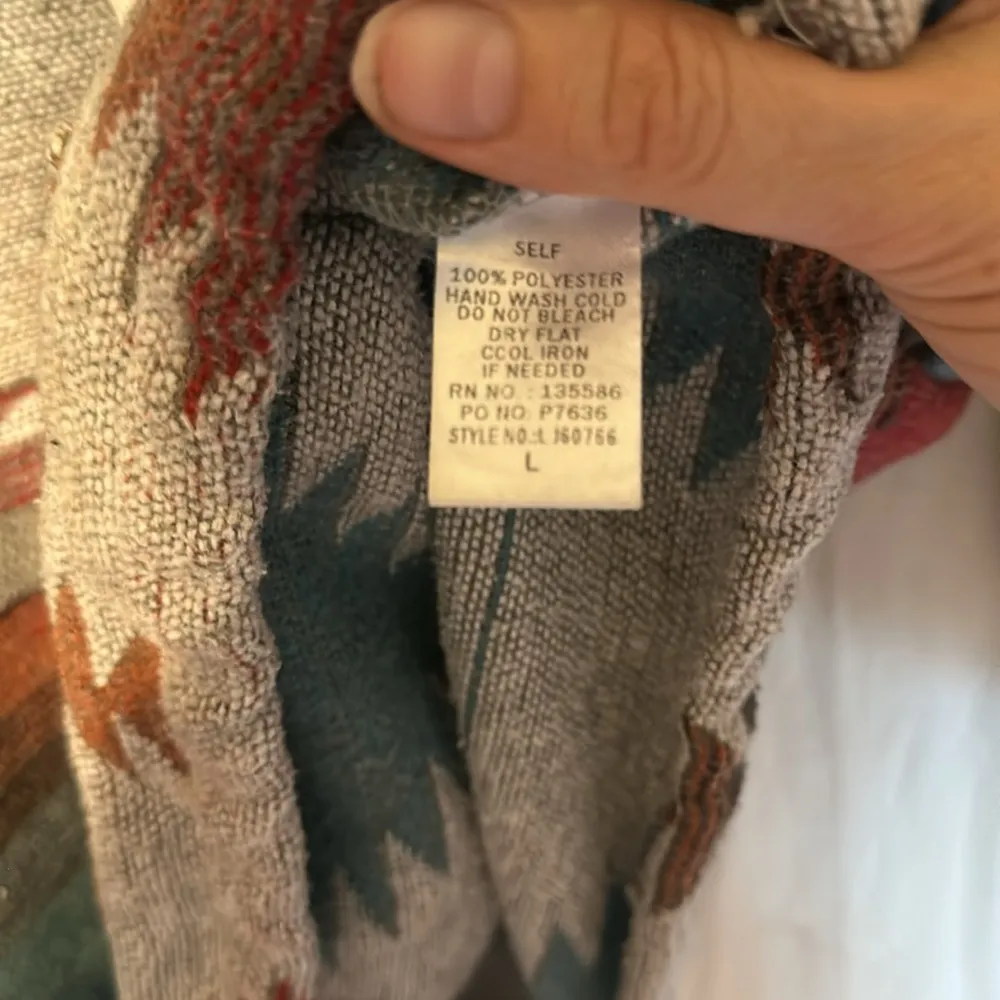 SELF
100% POLYESTER
HAND WASH COLD
DO NOT BLEACH
DRY FLAT
COOL IRON
IF NEEDED
RN NO. : 135586
PO NO: P7636
STYLE NO.:
L